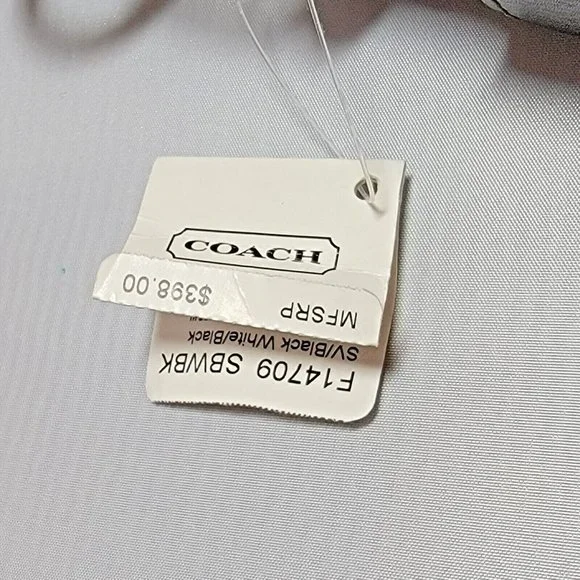 COACH
F14709 SBWBK
SV/Black White/Black
MFSRP $398.00